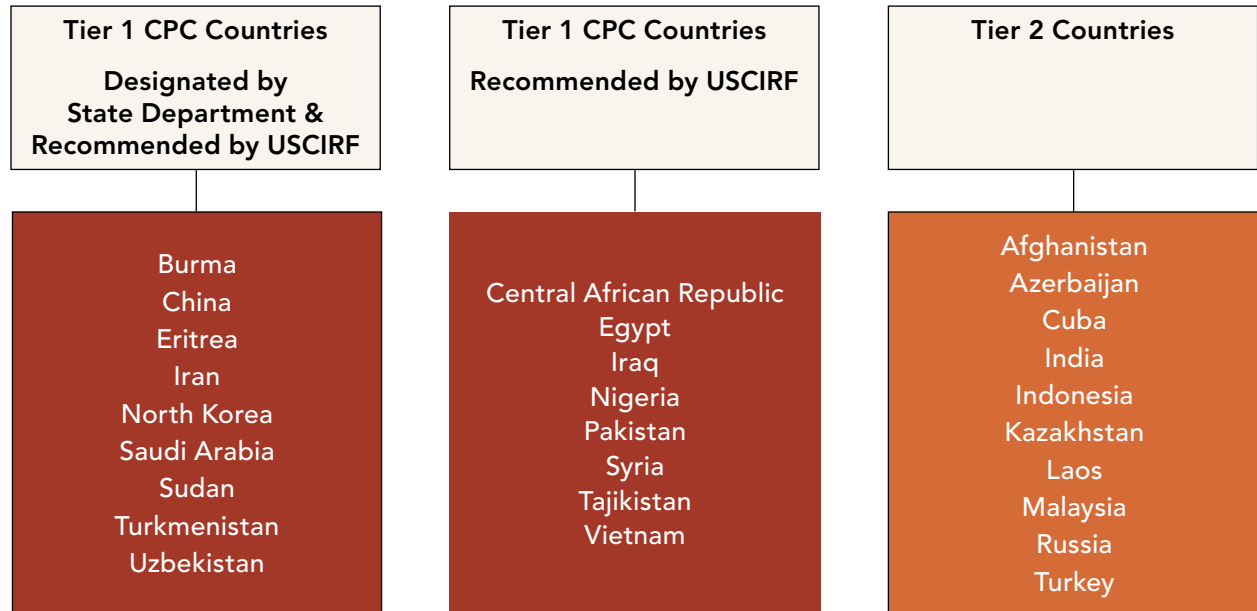 Tier 1 CPC Countries
Designated by
State Department &
Recommended by USCIRF
Burma
China
Eritrea
Iran
North Korea
Saudi Arabia
Sudan
Turkmenistan
Uzbekistan
Tier 1 CPC Countries
Recommended by USCIRF
Central African Republic
Egypt
Iraq
Nigeria
Pakistan
Syria
Tajikistan
Vietnam
Tier 2 Countries
Afghanistan
Azerbaijan
Cuba
India
Indonesia
Kazakhstan
Laos
Malaysia
Russia
Turkey